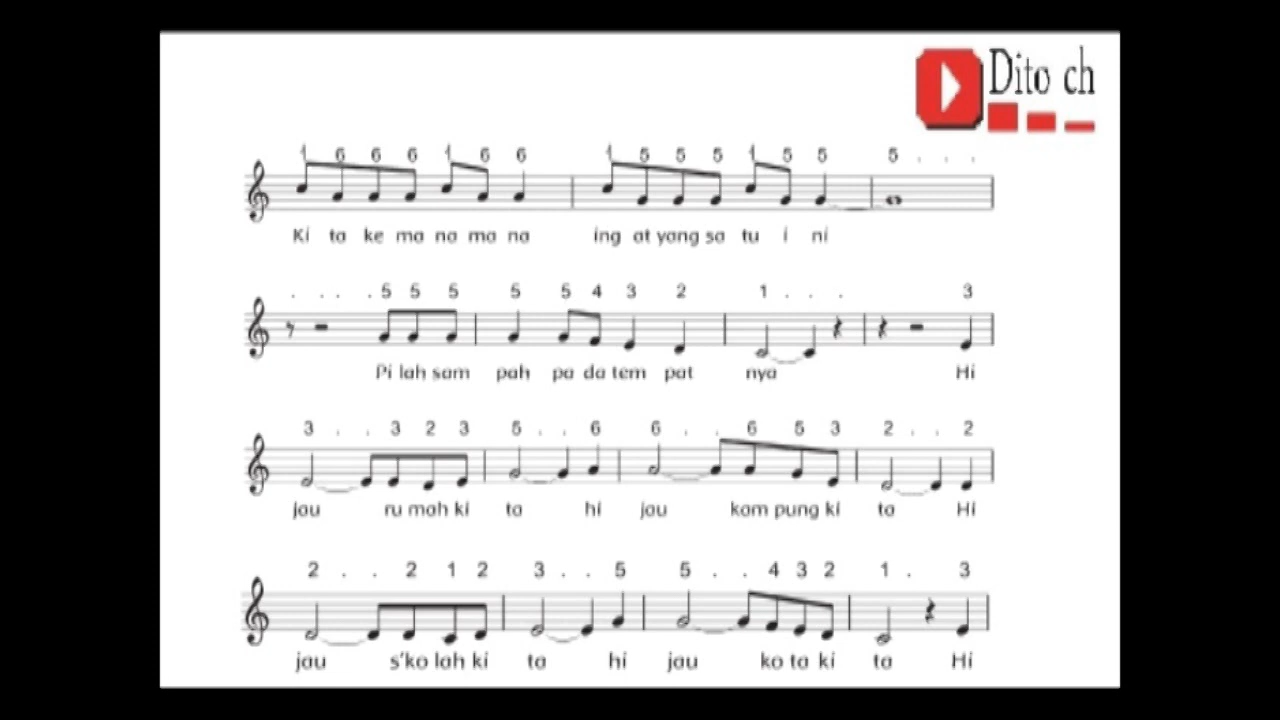 Dito ch
1 6 6 6 1 6 6 1 5 5 5 1 5 5 5 . . .
Ki ta ke ma na ma na ing at yang sa tu i ni
. . . . 5 5 5 5 5 4 3 2 1 . . . 3
Pi lah sam pah pa da tem pat nya Hi
3 . . 3 2 3 5 . . 6 6 . . 6 5 3 2 . . 2
jau ru mah ki ta hi jau kam pung ki ta Hi
2 . . 2 1 2 3 . . 5 5 . . 4 3 2 1 . 3
jau s'ko lah ki ta hi jau ko ta ki ta Hi